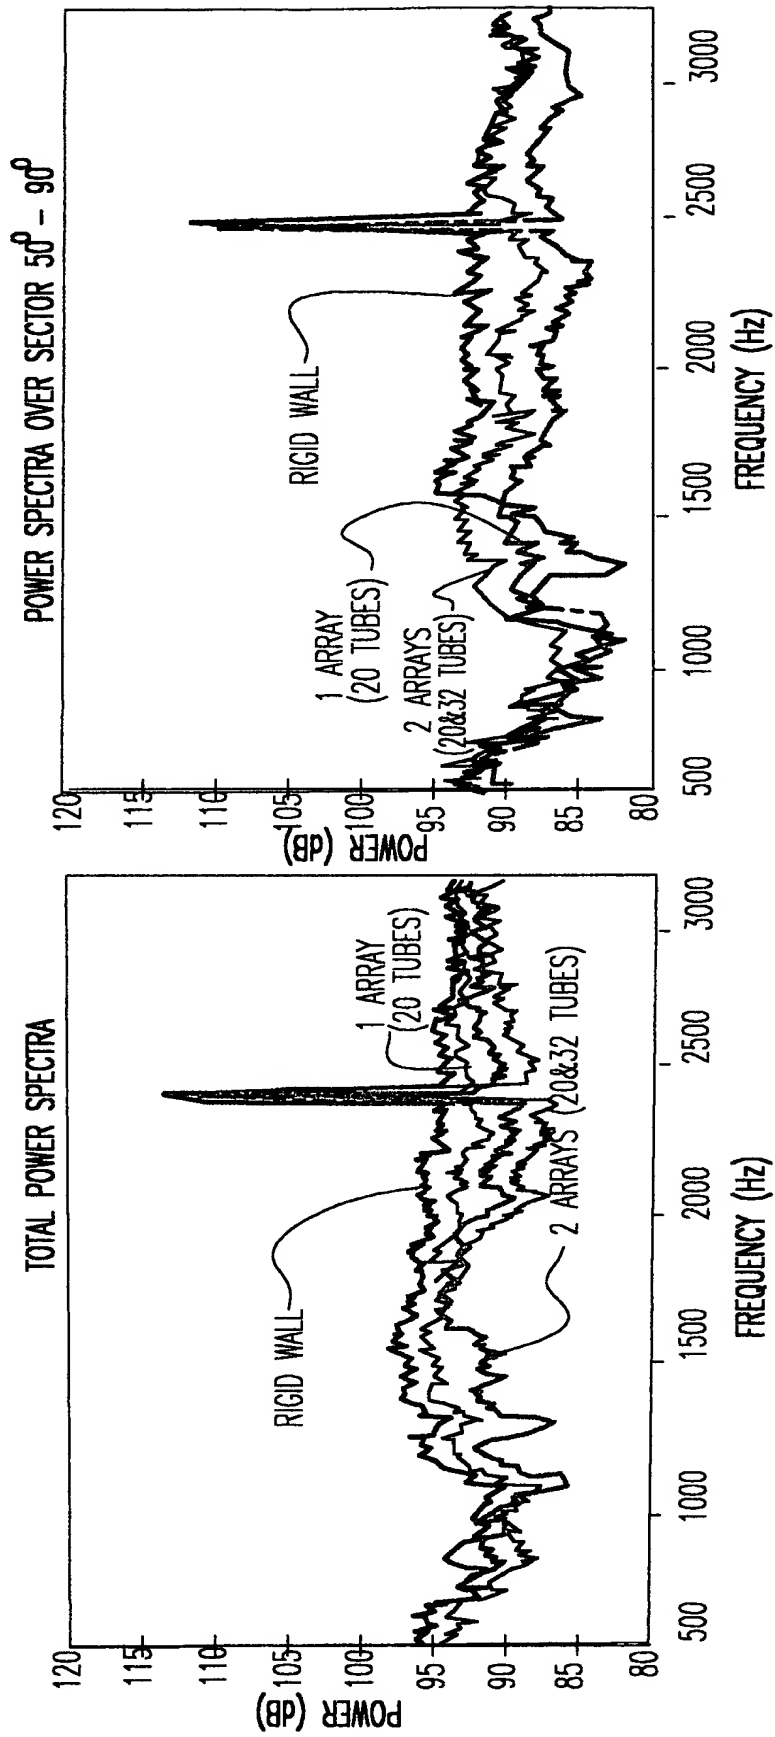 TOTAL POWER SPECTRA
POWER (dB)
120
115
110
105
100
95
90
85
80
RIGID WALL
1 ARRAY
(20 TUBES)
2 ARRAYS (20&32 TUBES)
500
1000
1500
2000
2500
3000
FREQUENCY (Hz)
POWER SPECTRA OVER SECTOR 50⁰ – 90⁰
POWER (dB)
120
115
110
105
100
95
90
85
80
RIGID WALL
1 ARRAY
(20 TUBES)
2 ARRAYS
(20&32 TUBES)
500
1000
1500
2000
2500
3000
FREQUENCY (Hz)